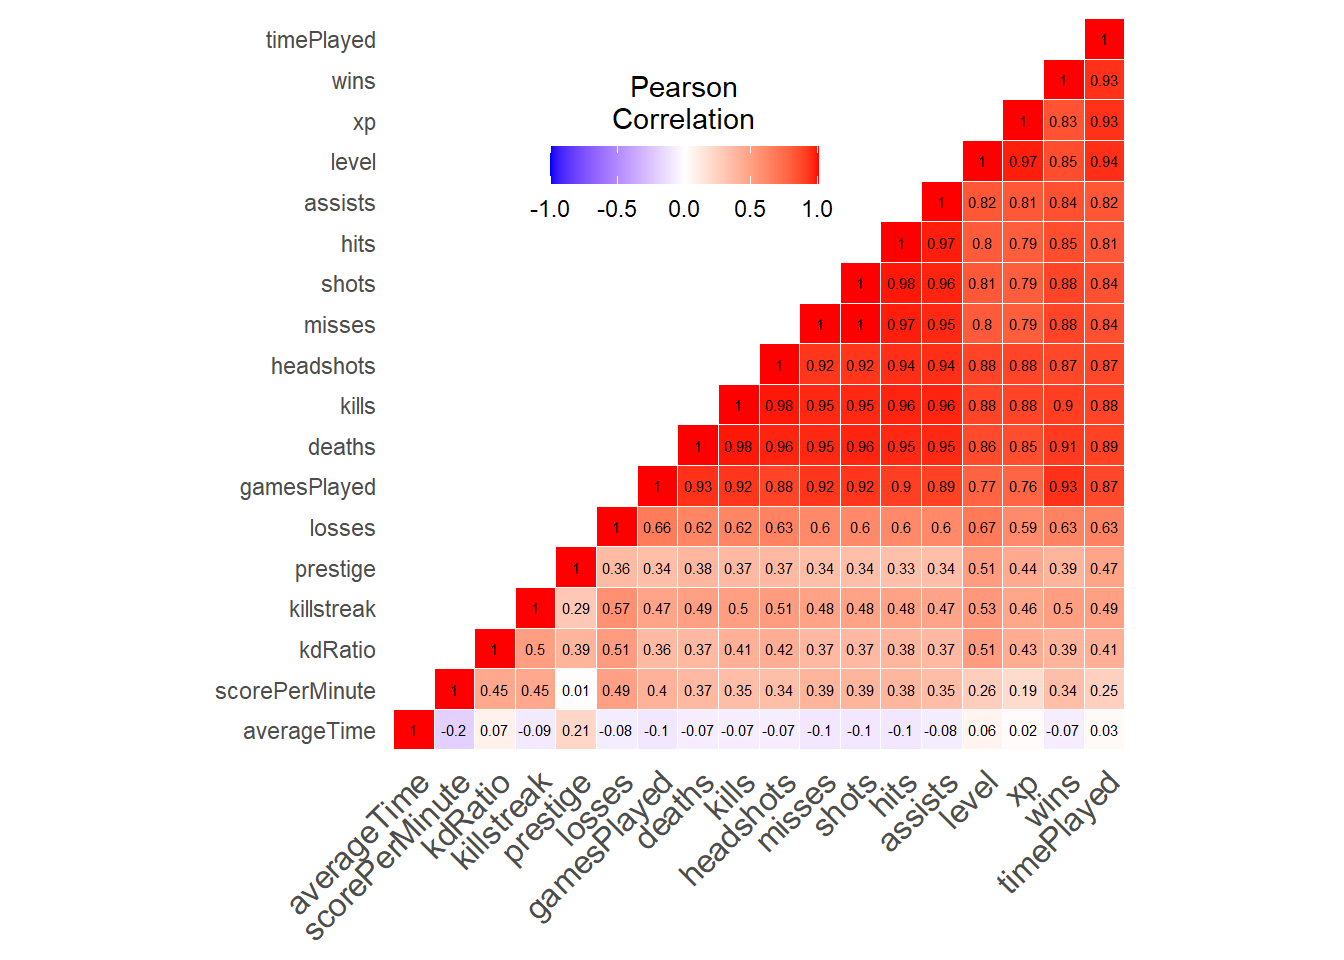 timePlayed 1
Pearson
Correlation
wins 1 0.93
xp 1 0.83 0.93
level 1 0.97 0.85 0.94
-1.0 -0.5 0.0 0.5 1.0
assists 1 0.82 0.81 0.84 0.82
hits 1 0.97 0.8 0.79 0.85 0.81
shots 1 0.98 0.96 0.81 0.79 0.88 0.84
misses 1 1 0.97 0.95 0.8 0.79 0.88 0.84
headshots 1 0.92 0.92 0.94 0.94 0.88 0.88 0.87 0.87
kills 1 0.98 0.95 0.95 0.96 0.96 0.88 0.88 0.9 0.88
deaths 1 0.98 0.96 0.95 0.96 0.95 0.95 0.86 0.85 0.91 0.89
gamesPlayed 1 0.93 0.92 0.88 0.92 0.92 0.9 0.89 0.77 0.76 0.93 0.87
losses 1 0.66 0.62 0.62 0.63 0.6 0.6 0.6 0.6 0.67 0.59 0.63 0.63
prestige 1 0.36 0.34 0.38 0.37 0.37 0.34 0.34 0.33 0.34 0.51 0.44 0.39 0.47
killstreak 1 0.29 0.57 0.47 0.49 0.5 0.51 0.48 0.48 0.48 0.47 0.53 0.46 0.5 0.49
kdRatio 1 0.5 0.39 0.51 0.36 0.37 0.41 0.42 0.37 0.37 0.38 0.37 0.51 0.43 0.39 0.41
scorePerMinute 1 0.45 0.45 0.01 0.49 0.4 0.37 0.35 0.34 0.39 0.39 0.38 0.35 0.26 0.19 0.34 0.25
averageTime 1 -0.2 0.07 -0.09 0.21 -0.08 -0.1 -0.07 -0.07 -0.07 -0.1 -0.1 -0.1 -0.08 0.06 0.02 -0.07 0.03
averageTime
scorePerMinute
kdRatio
killstreak
prestige
losses
gamesPlayed
deaths
kills
headshots
misses
shots
hits
assists
level
xp
wins
timePlayed